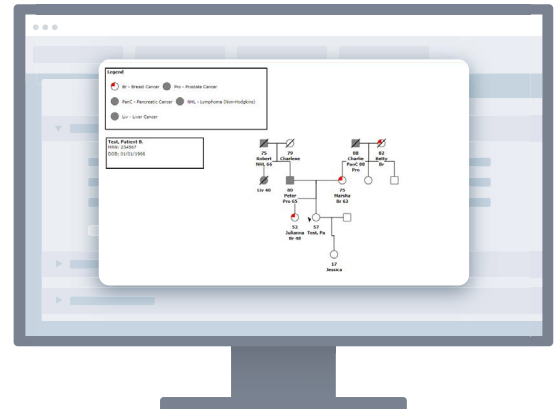 Legend
Br - Breast Cancer Pro - Prostate Cancer
PanC - Pancreatic Cancer NHL - Lymphoma (Non-Hodgkins)
Liv - Liver Cancer
Test, Patient B.
MRN: 234567
DOB: 01/01/1966
75 79 88 82
Robert Charlene Charlie Betty
NHL 66 PanC 88 Br
Pro
Liv 40 80 75
Peter Marsha
Pro 65 Br 63
52 57
Julianna Test, Pa
Br 48
17
Jessica